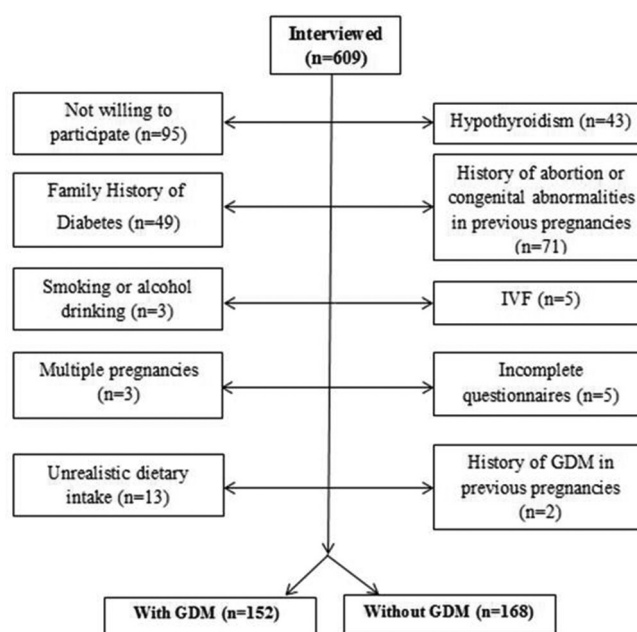 Interviewed
(n=609)
Not willing to
participate (n=95)
Hypothyroidism (n=43)
Family History of
Diabetes (n=49)
History of abortion or
congenital abnormalities
in previous pregnancies
(n=71)
Smoking or alcohol
drinking (n=3)
IVF (n=5)
Multiple pregnancies
(n=3)
Incomplete
questionnaires (n=5)
Unrealistic dietary
intake (n=13)
History of GDM in
previous pregnancies
(n=2)
With GDM (n=152)
Without GDM (n=168)